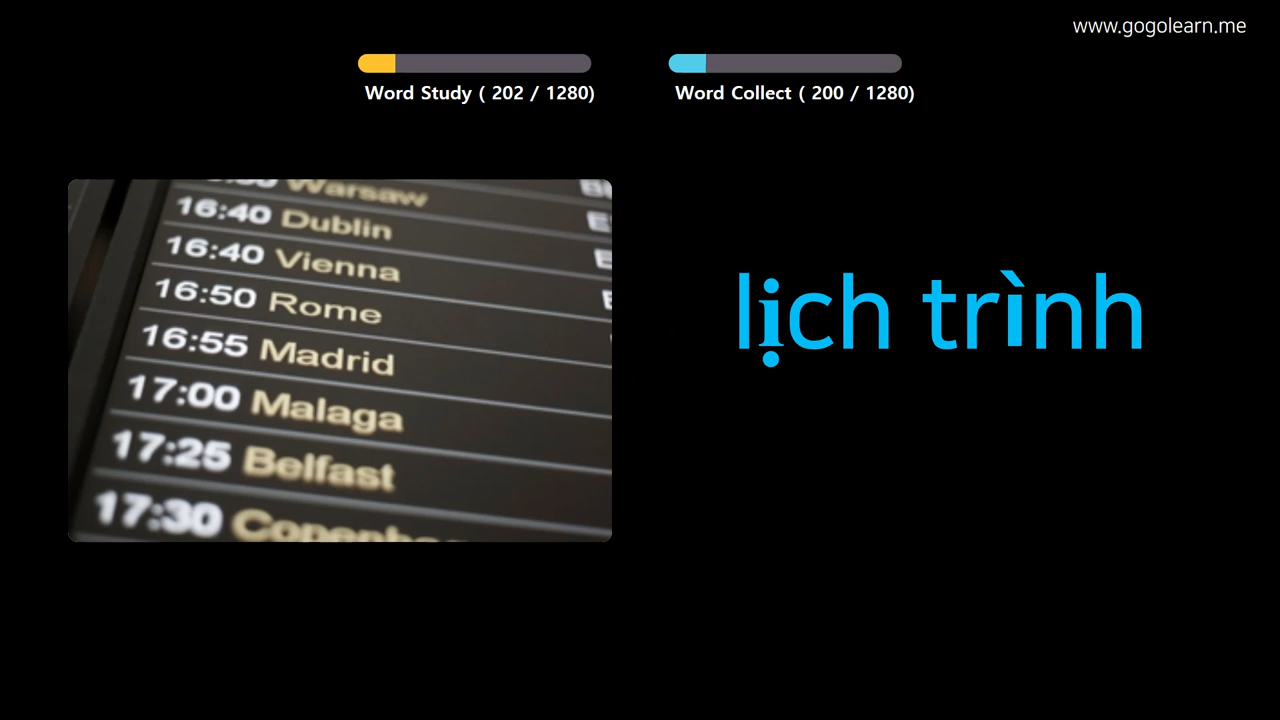 www.gogolearn.me
Word Study ( 202 / 1280)
Word Collect ( 200 / 1280)
Warsaw
16:40 Dublin
16:40 Vienna
16:50 Rome
16:55 Madrid
17:00 Malaga
17:25 Belfast
17:30
lịch trình